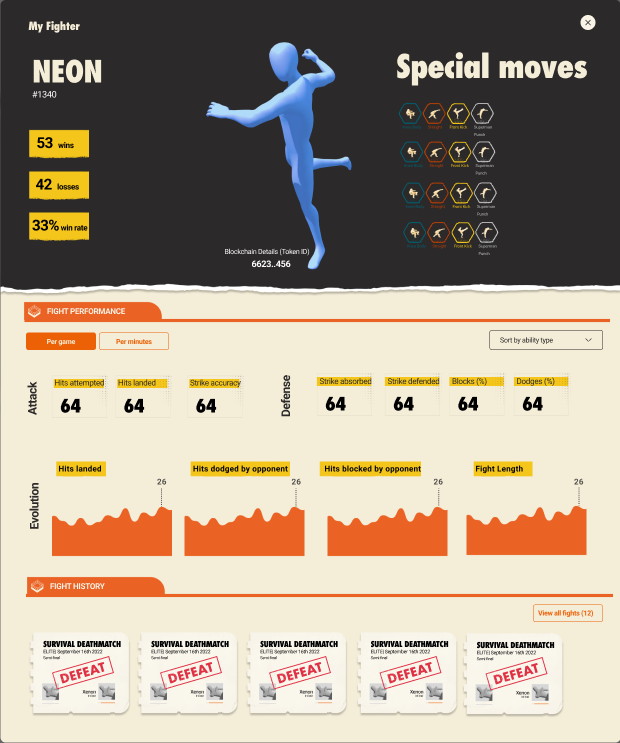 My Fighter
NEON
#1340
Special moves
53 wins
42 losses
33% win rate
Straight
Front Kick
Superman
Punch
Straight
Front Kick
Superman
Punch
Straight
Front Kick
Superman
Punch
Straight
Front Kick
Superman
Punch
Blockchain Details (Token ID)
6623..456
FIGHT PERFORMANCE
Per game
Per minutes
Sort by ability type
Attack
Hits attempted
64
Hits landed
64
Strike accuracy
64
Defense
Strike absorbed
64
Strike defended
64
Blocks (%)
64
Dodges (%)
64
Evolution
Hits landed
26
Hits dodged by opponent
26
Hits blocked by opponent
26
Fight Length
26
FIGHT HISTORY
View all fights (12)
SURVIVAL DEATHMATCH
ELITE| September 16th 2022
Semi final
DEFEAT
Xenon
SURVIVAL DEATHMATCH
ELITE| September 16th 2022
Semi final
DEFEAT
Xenon
SURVIVAL DEATHMATCH
ELITE| September 16th 2022
Semi final
DEFEAT
Xenon
SURVIVAL DEATHMATCH
ELITE| September 16th 2022
Semi final
DEFEAT
Xenon
SURVIVAL DEATHMATCH
ELITE| September 16th 2022
Semi final
DEFEAT
Xenon